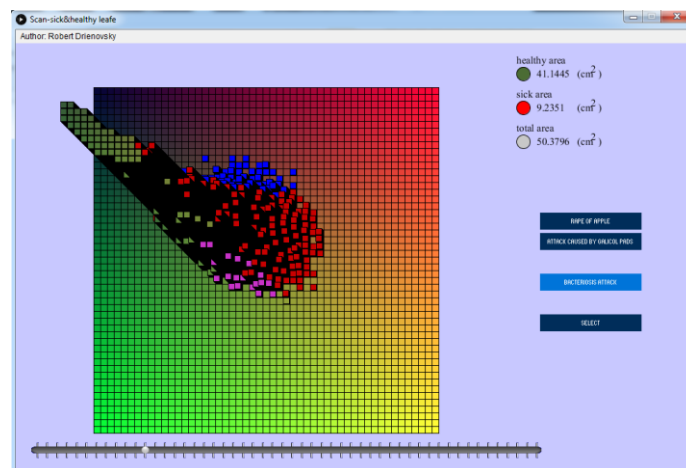 Scan-sick&healthy leafe
Author: Robert Drienovsky
healthy area
41.1445 (cm2)
sick area
9.2351 (cm2)
total area
50.3796 (cm2)
RAPE OF APPLE
ATTACK CAUSED BY GALICOL PADS
BACTERIOSIS ATTACK
SELECT